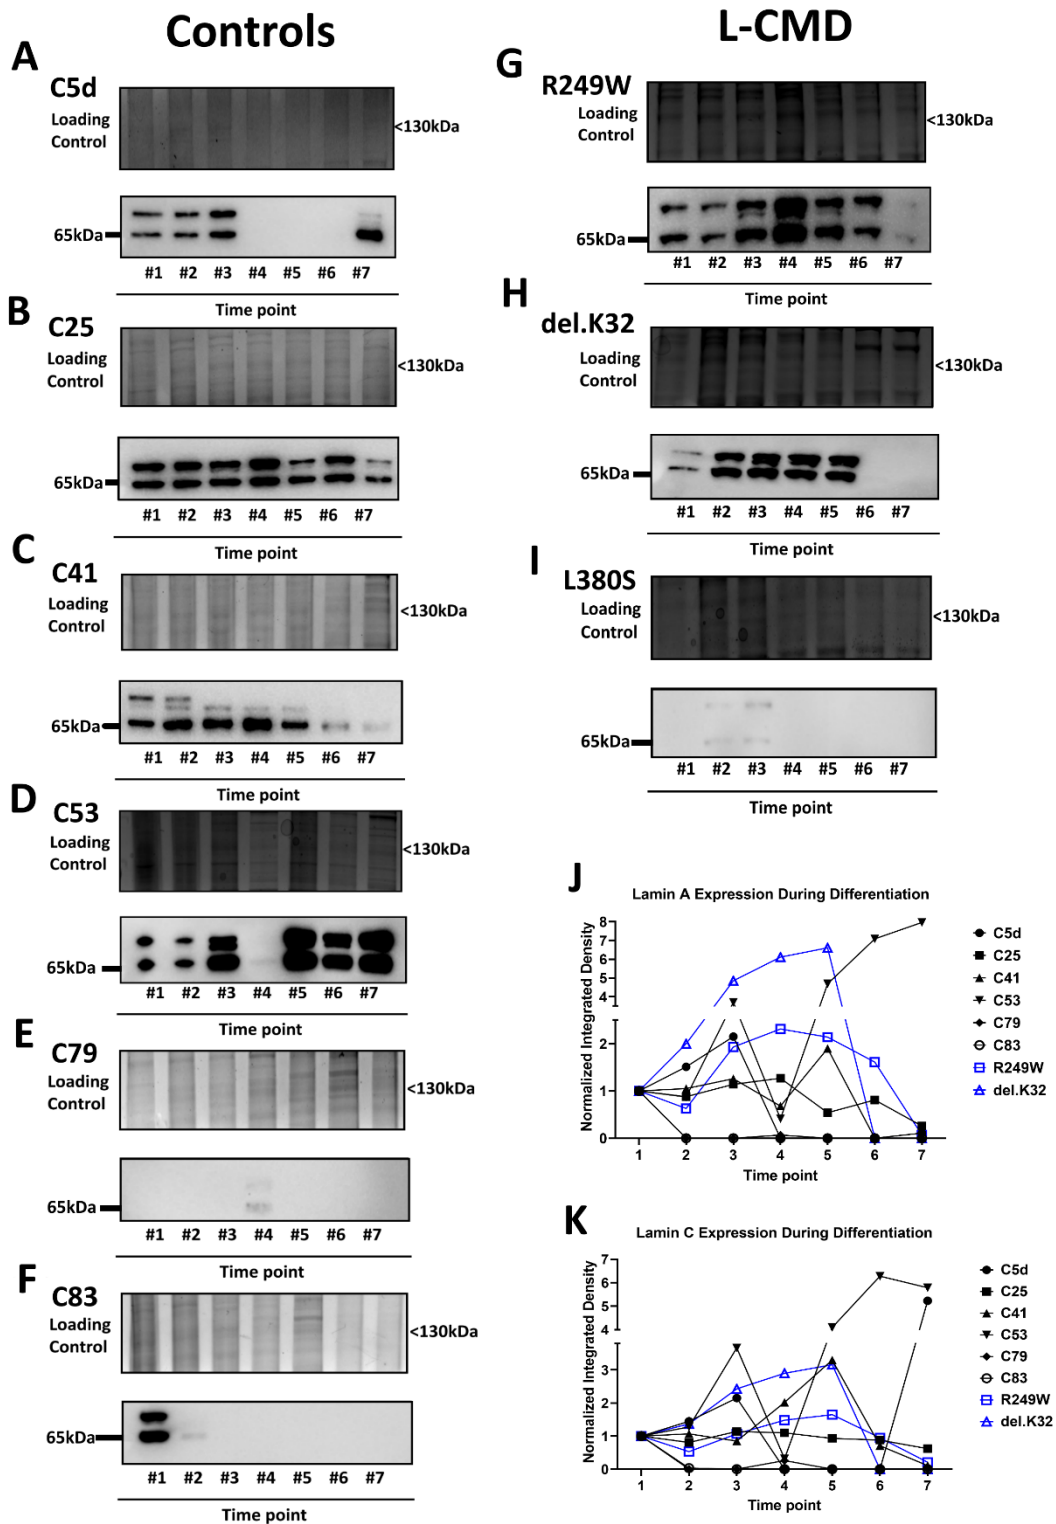 Controls
A
C5d
Loading
Control
<130kDa
65kDa
#1 #2 #3 #4 #5 #6 #7
Time point
B
C25
Loading
Control
<130kDa
65kDa
#1 #2 #3 #4 #5 #6 #7
Time point
C
C41
Loading
Control
<130kDa
65kDa
#1 #2 #3 #4 #5 #6 #7
Time point
D
C53
Loading
Control
<130kDa
65kDa
#1 #2 #3 #4 #5 #6 #7
Time point
E
C79
Loading
Control
<130kDa
65kDa
#1 #2 #3 #4 #5 #6 #7
Time point
F
C83
Loading
Control
<130kDa
65kDa
#1 #2 #3 #4 #5 #6 #7
Time point
L-CMD
G
R249W
Loading
Control
<130kDa
65kDa
#1 #2 #3 #4 #5 #6 #7
Time point
H
del.K32
Loading
Control
<130kDa
65kDa
#1 #2 #3 #4 #5 #6 #7
Time point
I
L380S
Loading
Control
<130kDa
65kDa
#1 #2 #3 #4 #5 #6 #7
Time point
J
Lamin A Expression During Differentiation
Normalized Integrated Density
8
7
6
5
4
2
1
0
1 2 3 4 5 6 7
Time point
C5d
C25
C41
C53
C79
C83
R249W
del.K32
K
Lamin C Expression During Differentiation
Normalized Integrated Density
7
6
5
4
3
2
1
0
1 2 3 4 5 6 7
Time point
C5d
C25
C41
C53
C79
C83
R249W
del.K32